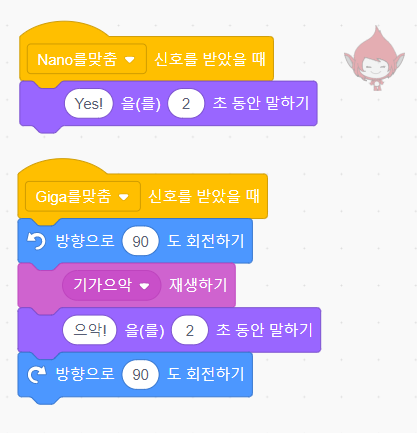 Nano를맞춤 신호를 받았을 때
Yes! 을(를) 2 초 동안 말하기
Giga를맞춤 신호를 받았을 때
방향으로 90 도 회전하기
기가으악 재생하기
으악! 을(를) 2 초 동안 말하기
방향으로 90 도 회전하기